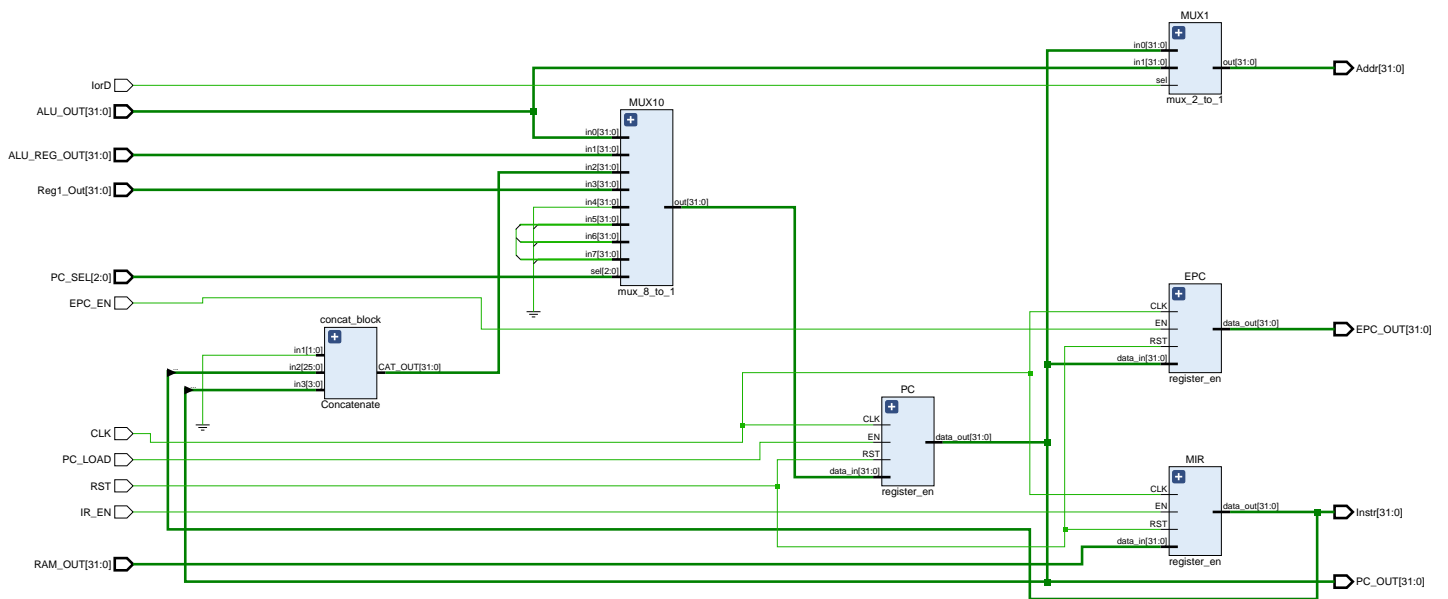 MUX1
in0[31:0]
in1[31:0]
sel
out[31:0]
mux_2_to_1
Addr[31:0]
IorD
ALU_OUT[31:0]
ALU_REG_OUT[31:0]
Reg1_Out[31:0]
PC_SEL[2:0]
EPC_EN
MUX10
in0[31:0]
in1[31:0]
in2[31:0]
in3[31:0]
in4[31:0]
in5[31:0]
in6[31:0]
in7[31:0]
sel[2:0]
out[31:0]
mux_8_to_1
concat_block
in1[1:0]
in2[25:0]
in3[3:0]
CAT_OUT[31:0]
Concatenate
EPC
CLK
EN
RST
data_in[31:0]
data_out[31:0]
register_en
EPC_OUT[31:0]
CLK
PC_LOAD
RST
IR_EN
RAM_OUT[31:0]
PC
CLK
EN
RST
data_in[31:0]
data_out[31:0]
register_en
MIR
CLK
EN
RST
data_in[31:0]
data_out[31:0]
register_en
Instr[31:0]
PC_OUT[31:0]